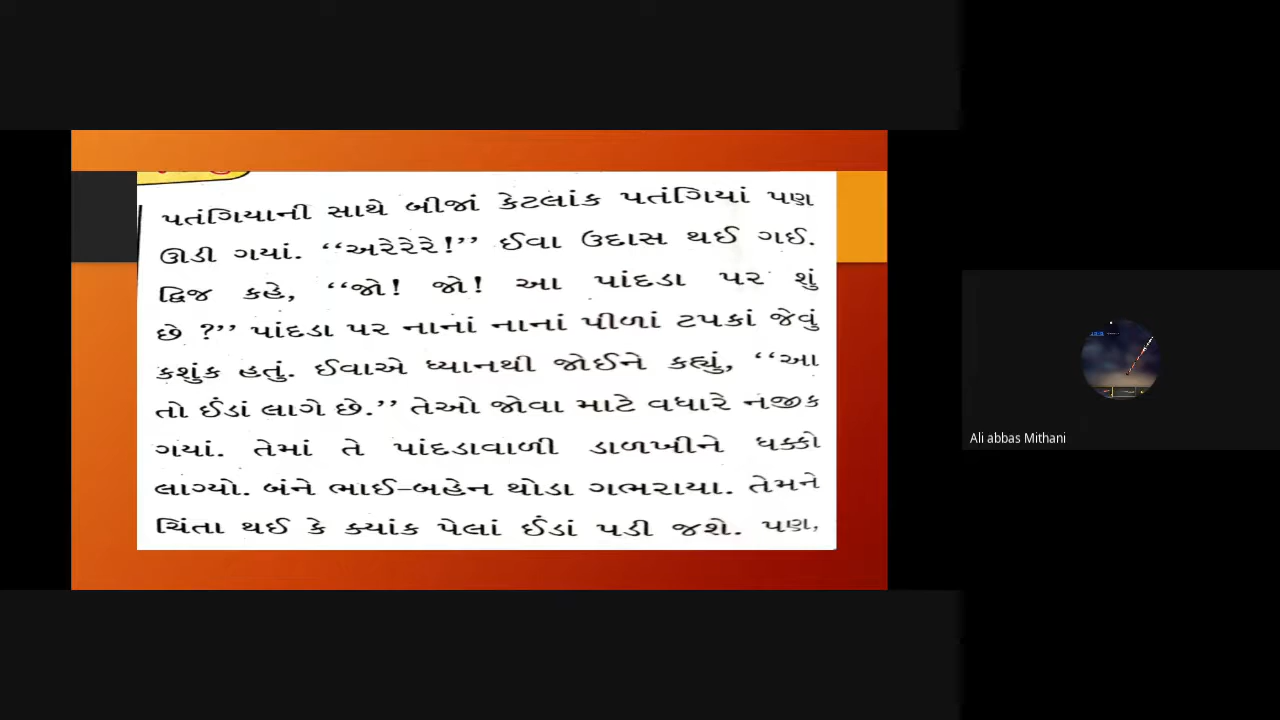 પતંગિયાની સાથે બીજાં કેટલાંક પતંગિયાં પણ
ઊડી ગયાં. “અરેરેરે!” ઈવા ઉદાસ થઈ ગઈ.
દ્વિજ કહે, “જો! જો! આ પાંદડા પર શું
છે ?” પાંદડા પર નાનાં નાનાં પીળાં ટપકાં જેવું
કશુંક હતું. ઈવાએ ધ્યાનથી જોઈને કહ્યું, “આ
તો ઈંડાં લાગે છે.” તેઓ જોવા માટે વધારે નજીક
ગયાં. તેમાં તે પાંદડાવાળી ડાળખીને ધક્કો
લાગ્યો. બંને ભાઈ-બહેન થોડા ગભરાયા. તેમને
ચિંતા થઈ કે ક્યાંક પેલાં ઈંડાં પડી જશે. પણ,
Ali abbas Mithani